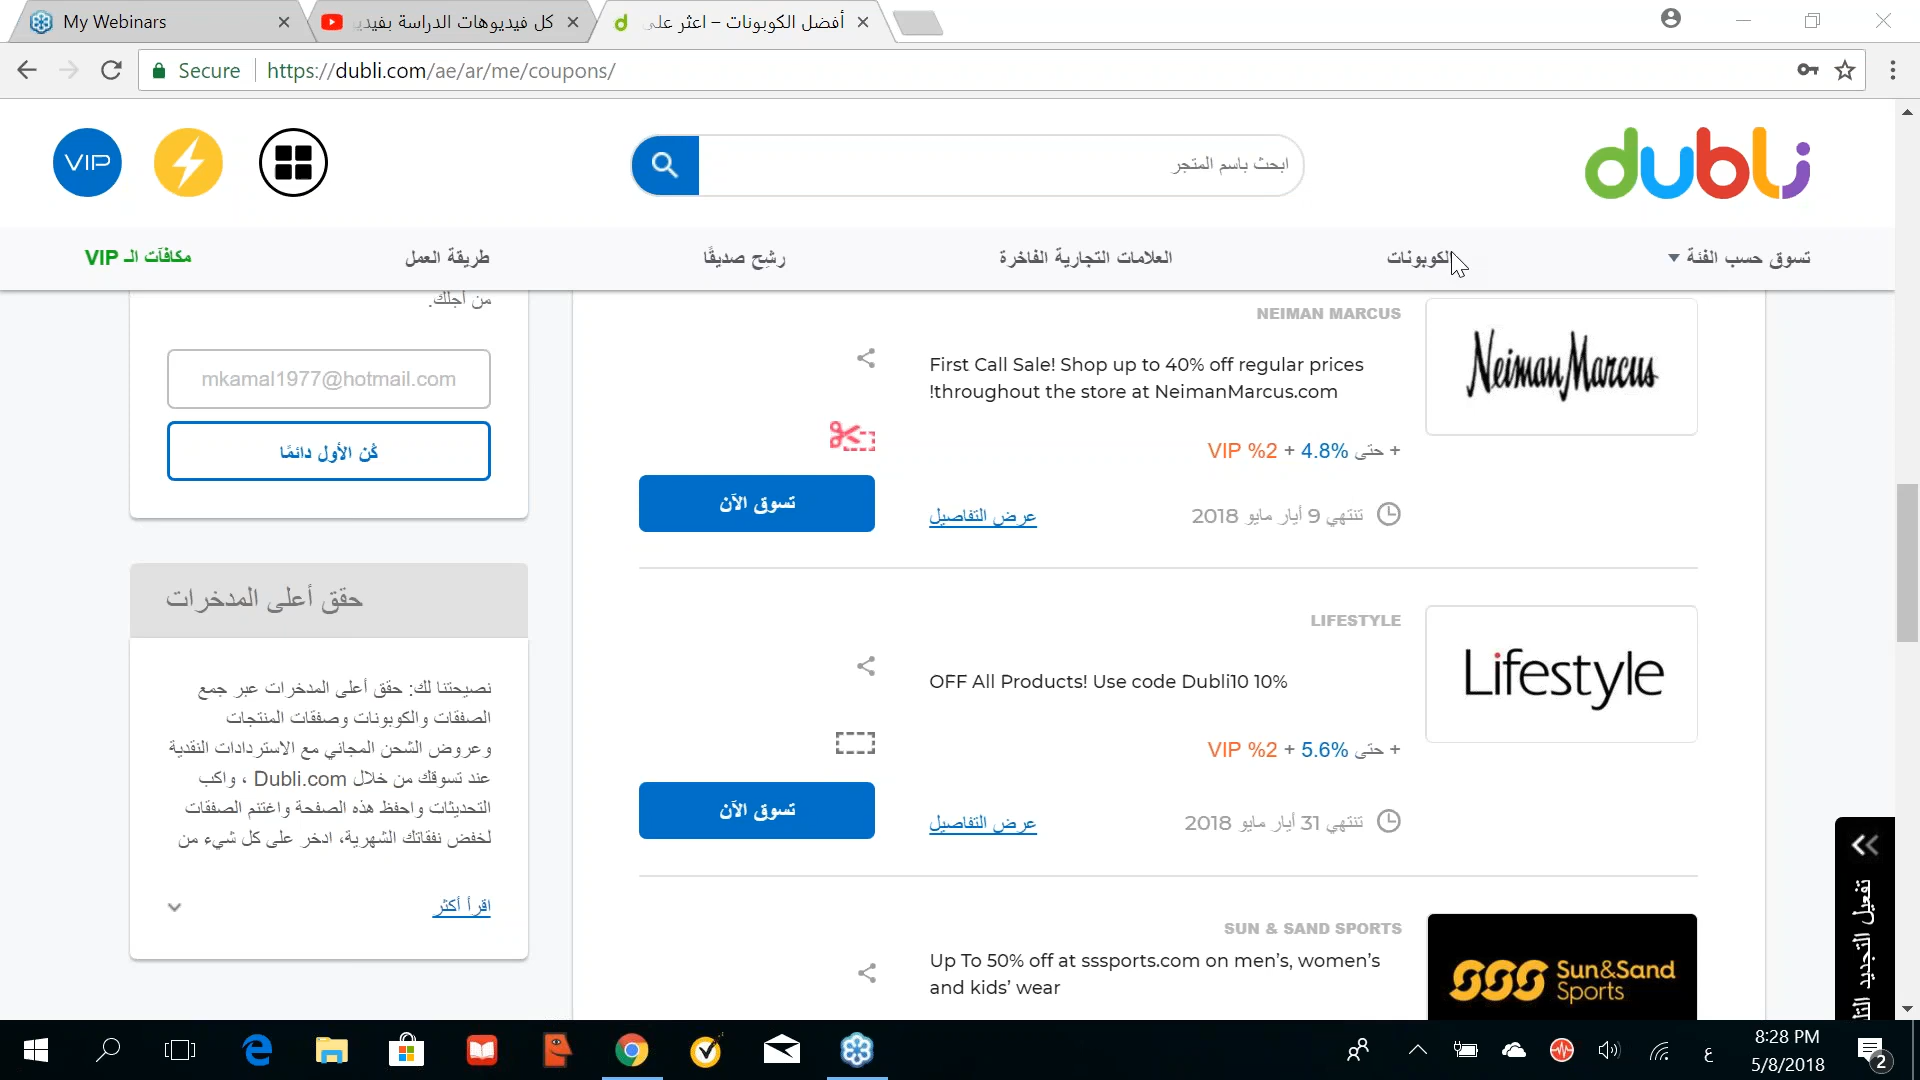 My Webinars
كل فيديوهات الدراسة بفيدي
أفضل الكوبونات – اعثر على
Secure
https://dubli.com/ae/ar/me/coupons/
VIP
ابحث باسم المتجر
dubli
تسوق حسب الفئة
الكوبونات
العلامات التجارية الفاخرة
رشِح صديقًا
طريقة العمل
مكافآت الـ VIP
NEIMAN MARCUS
Neiman Marcus
First Call Sale! Shop up to 40% off regular prices
!throughout the store at NeimanMarcus.com
+ حتى 4.8% + 2% VIP
تنتهي 9 أيار مايو 2018
عرض التفاصيل
تسوق الآن
LIFESTYLE
Lifestyle
OFF All Products! Use code Dubli10 10%
+ حتى 5.6% + 2% VIP
تنتهي 31 أيار مايو 2018
عرض التفاصيل
تسوق الآن
SUN & SAND SPORTS
Sun&Sand
Sports
Up To 50% off at sssports.com on men's, women's
and kids' wear
من أجلك.
mkamal1977@hotmail.com
كُن الأول دائمًا
حقق أعلى المدخرات
نصيحتنا لك: حقق أعلى المدخرات عبر جمع
الصفقات والكوبونات وصفقات المنتجات
وعروض الشحن المجاني مع الاستردادات النقدية
عند تسوقك من خلال Dubli.com ، واكب
التحديثات واحفظ هذه الصفحة واغتنم الصفقات
لخفض نفقاتك الشهرية، ادخر على كل شيء من
اقرأ أكثر
تفعيل التجديد
ع
8:28 PM
5/8/2018
2